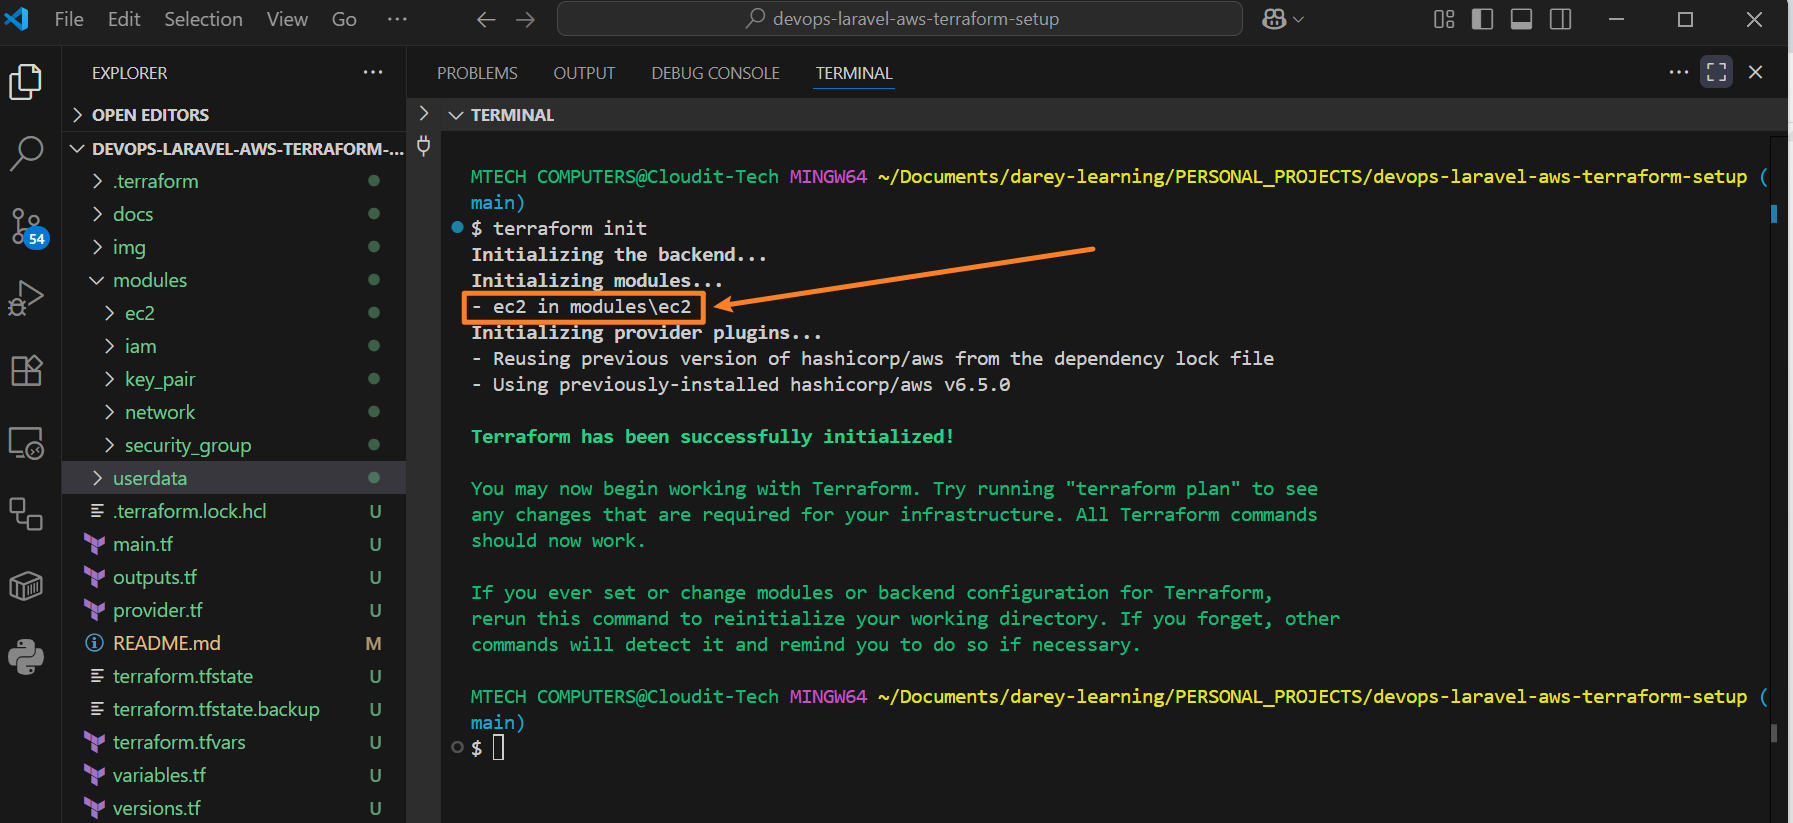 File Edit Selection View Go ...
devops-laravel-aws-terraform-setup
EXPLORER
PROBLEMS OUTPUT DEBUG CONSOLE TERMINAL
OPEN EDITORS
DEVOPS-LARAVEL-AWS-TERRAFORM-...
.terraform
docs
54
img
modules
ec2
iam
key_pair
network
security_group
userdata
.terraform.lock.hcl U
main.tf U
outputs.tf U
provider.tf U
README.md M
terraform.tfstate U
terraform.tfstate.backup U
terraform.tfvars U
variables.tf U
versions.tf U
TERMINAL
MTECH COMPUTERS@Cloudit-Tech MINGW64 ~/Documents/darey-learning/PERSONAL_PROJECTS/devops-laravel-aws-terraform-setup (
main)
$ terraform init
Initializing the backend...
Initializing modules...
- ec2 in modules\ec2
Initializing provider plugins...
- Reusing previous version of hashicorp/aws from the dependency lock file
- Using previously-installed hashicorp/aws v6.5.0
Terraform has been successfully initialized!
You may now begin working with Terraform. Try running "terraform plan" to see
any changes that are required for your infrastructure. All Terraform commands
should now work.
If you ever set or change modules or backend configuration for Terraform,
rerun this command to reinitialize your working directory. If you forget, other
commands will detect it and remind you to do so if necessary.
MTECH COMPUTERS@Cloudit-Tech MINGW64 ~/Documents/darey-learning/PERSONAL_PROJECTS/devops-laravel-aws-terraform-setup (
main)
$